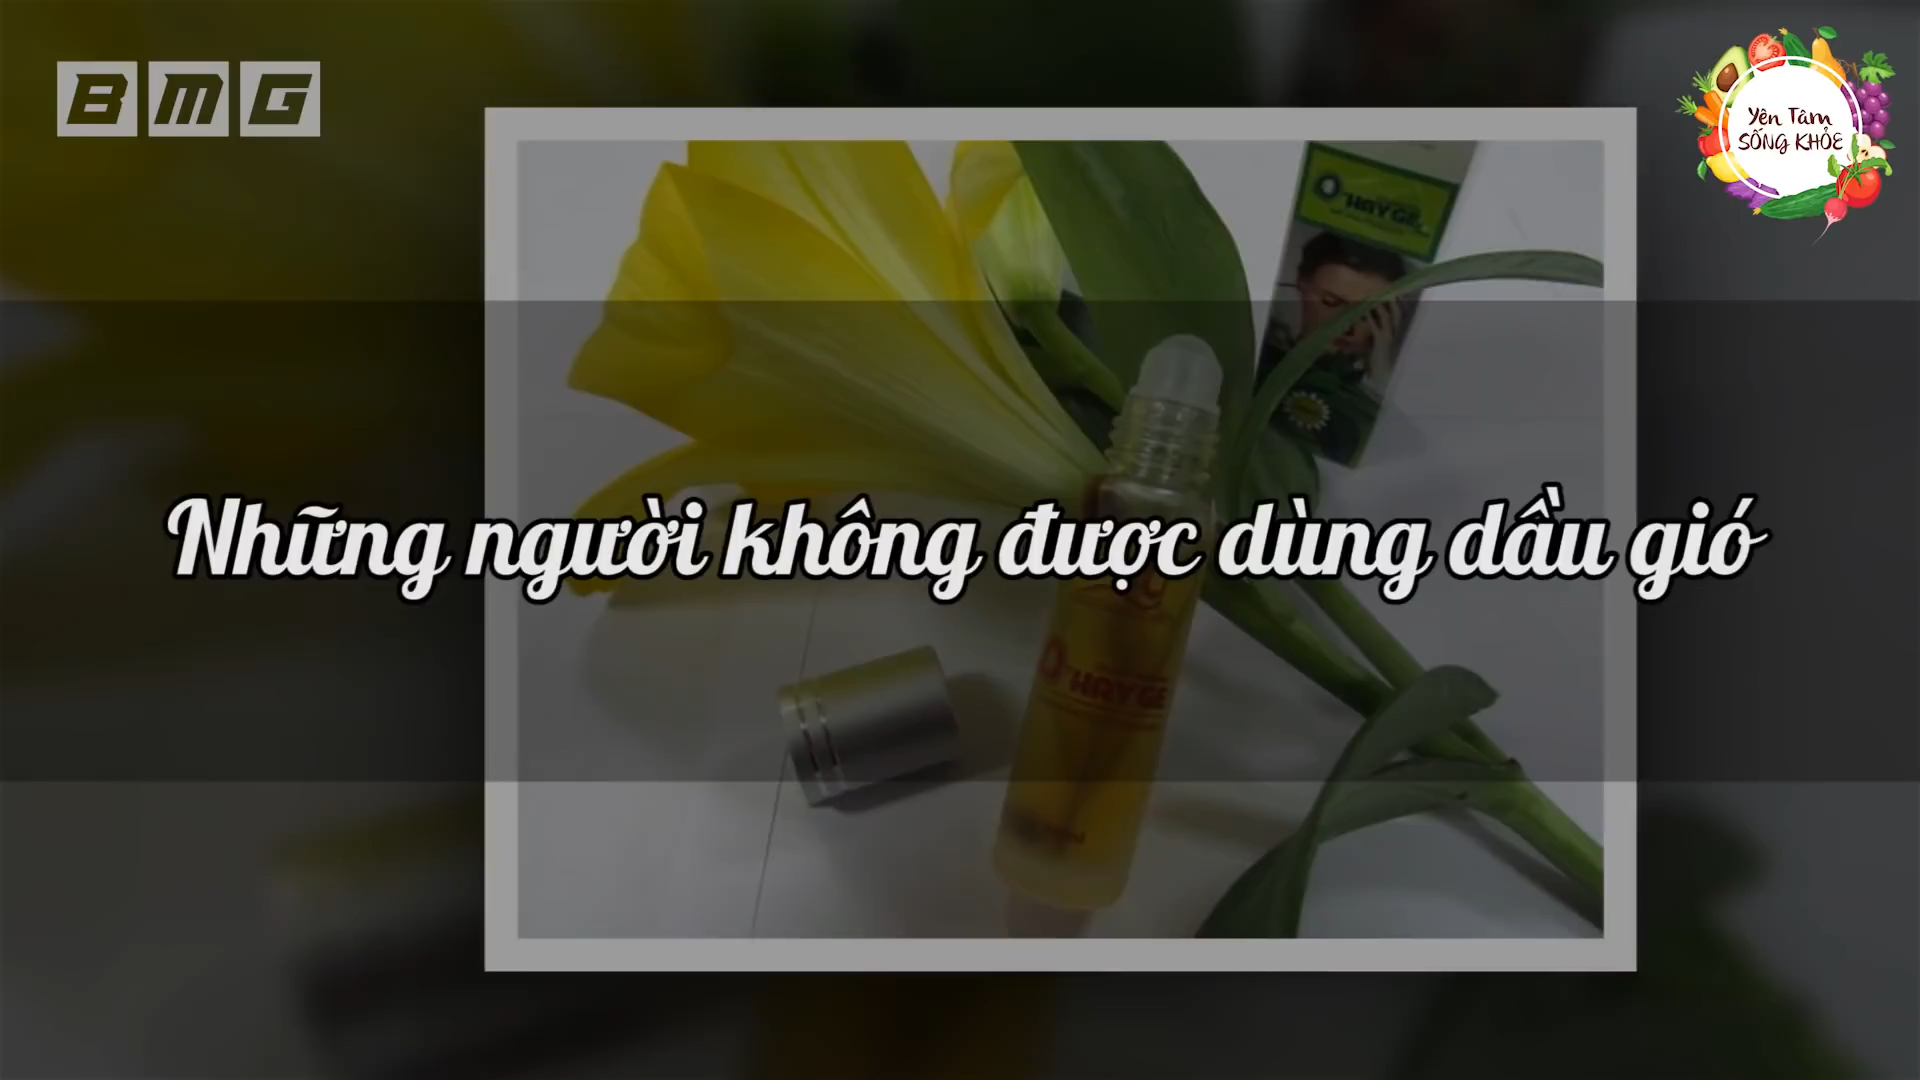 BMG
Yên Tâm
SỐNG KHỎE
Những người không được dùng dầu gió